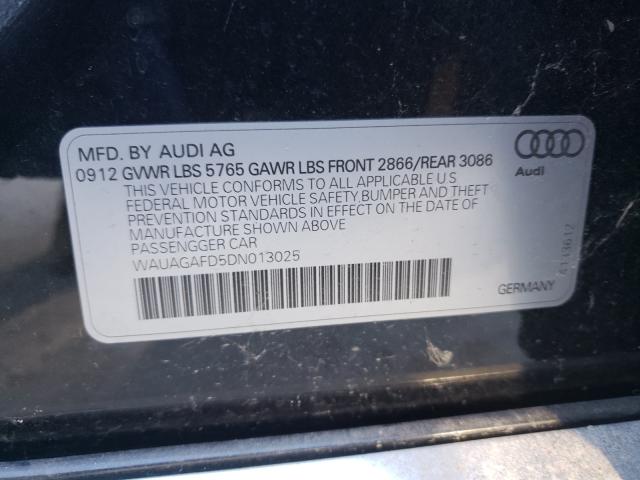 MFD. BY AUDI AG
0912 GVWR LBS 5765 GAWR LBS FRONT 2866/REAR 3086
THIS VEHICLE CONFORMS TO ALL APPLICABLE U S
FEDERAL MOTOR VEHICLE SAFETY,BUMPER AND THEFT
PREVENTION STANDARDS IN EFFECT ON THE DATE OF
MANUFACTURE SHOWN ABOVE
PASSENGGER CAR
WAUAGAFD5DN013025
Audi
4133612
GERMANY